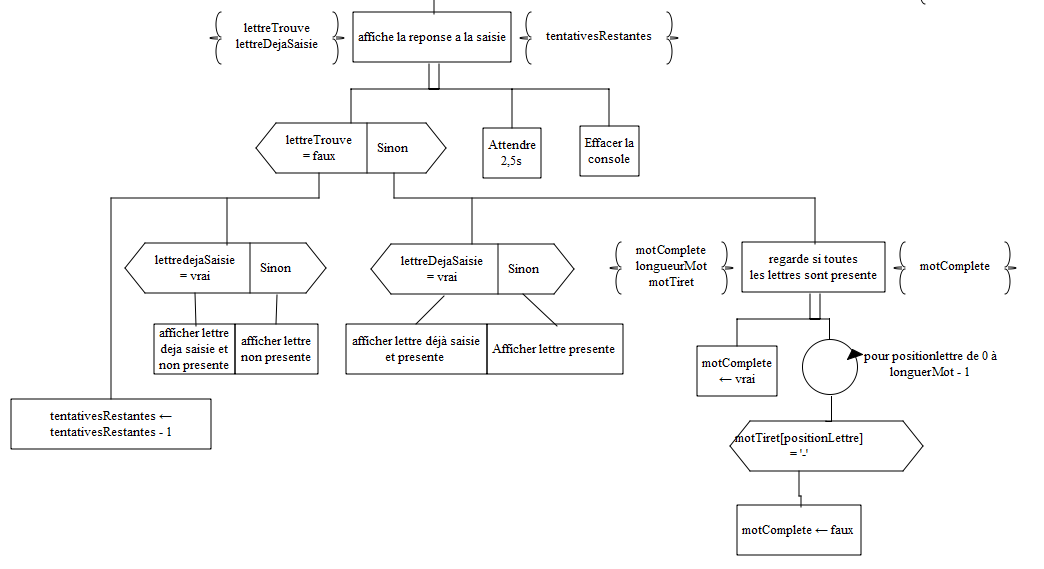 lettreTrouve
lettreDejaSaisie
affiche la reponse a la saisie
tentativesRestantes
lettreTrouve
= faux
Sinon
Attendre
2,5s
Effacer la
console
lettredejaSaisie
= vrai
Sinon
lettreDejaSaisie
= vrai
Sinon
motComplete
longueurMot
motTiret
regarde si toutes
les lettres sont presente
motComplete
afficher lettre
deja saisie et
non presente
afficher lettre
non presente
afficher lettre déjà saisie
et presente
Afficher lettre presente
motComplete
← vrai
pour positionlettre de 0 à
longuerMot - 1
tentativesRestantes ←
tentativesRestantes - 1
motTiret[positionLettre]
= '-'
motComplete ← faux